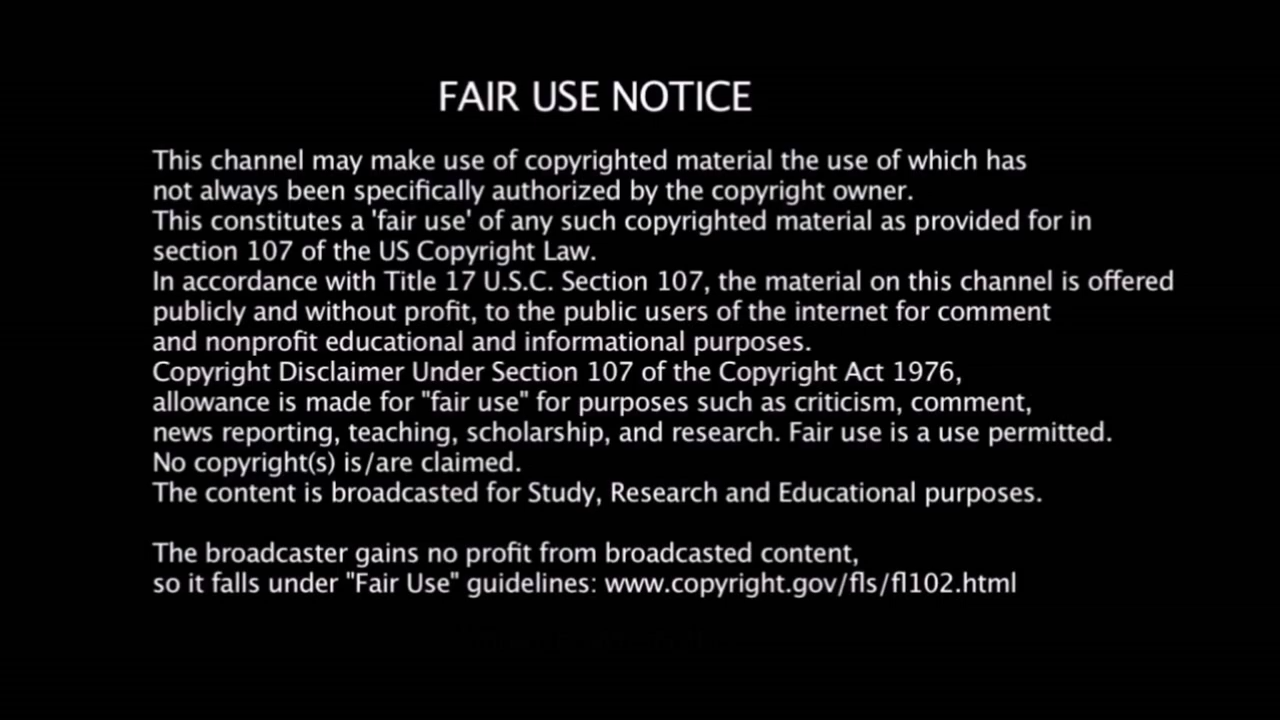 FAIR USE NOTICE
This channel may make use of copyrighted material the use of which has
not always been specifically authorized by the copyright owner.
This constitutes a 'fair use' of any such copyrighted material as provided for in
section 107 of the US Copyright Law.
In accordance with Title 17 U.S.C. Section 107, the material on this channel is offered
publicly and without profit, to the public users of the internet for comment
and nonprofit educational and informational purposes.
Copyright Disclaimer Under Section 107 of the Copyright Act 1976,
allowance is made for "fair use" for purposes such as criticism, comment,
news reporting, teaching, scholarship, and research. Fair use is a use permitted.
No copyright(s) is/are claimed.
The content is broadcasted for Study, Research and Educational purposes.
The broadcaster gains no profit from broadcasted content,
so it falls under "Fair Use" guidelines: www.copyright.gov/fls/fl102.html